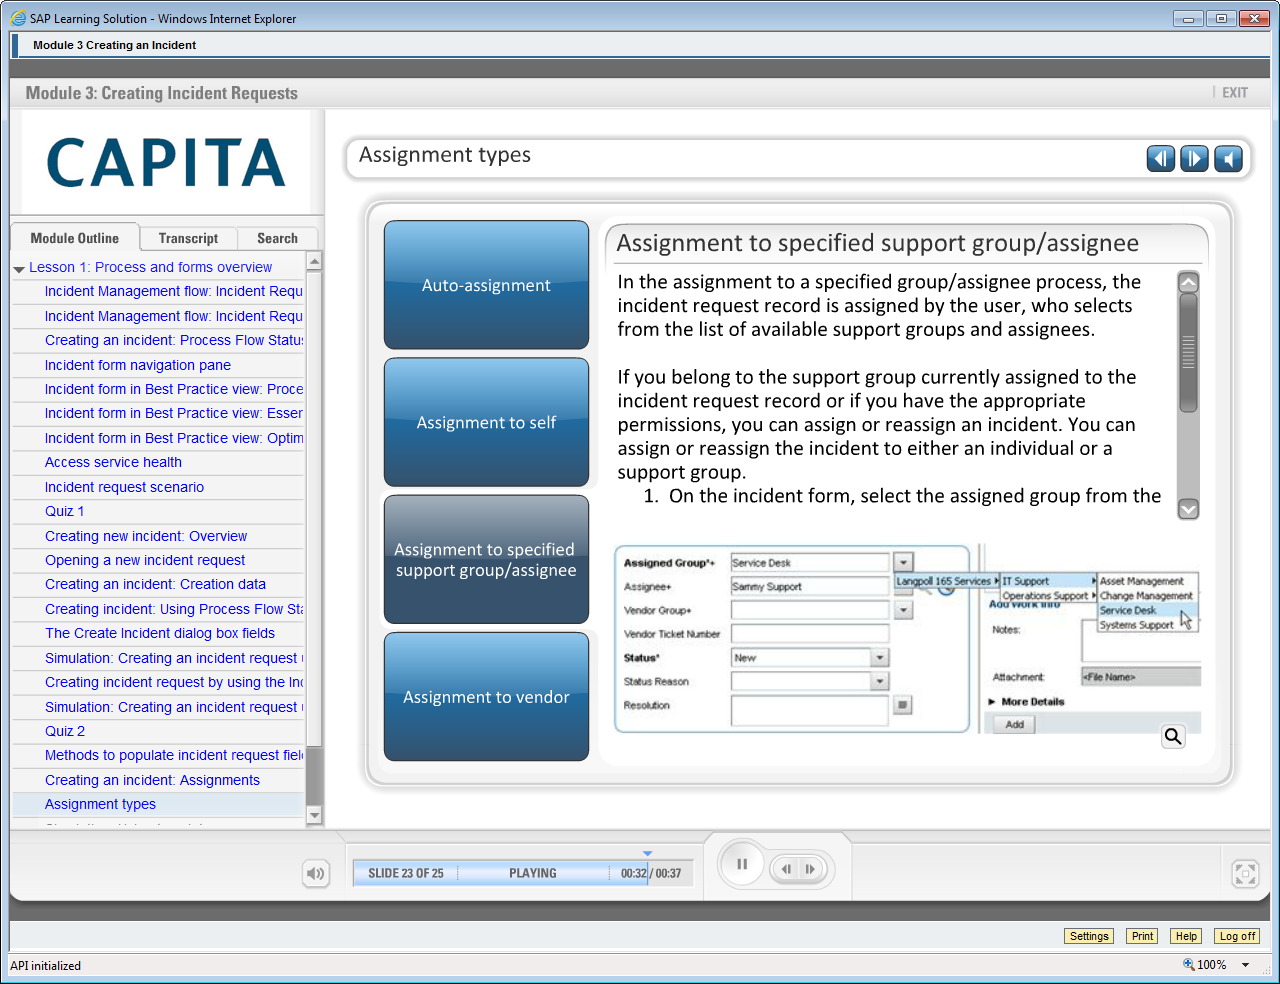 SAP Learning Solution - Windows Internet Explorer
Module 3 Creating an Incident
Module 3: Creating Incident Requests
EXIT
CAPITA
Module Outline
Transcript
Search
Lesson 1: Process and forms overview
Incident Management flow: Incident Requ
Incident Management flow: Incident Requ
Creating an incident: Process Flow Status
Incident form navigation pane
Incident form in Best Practice view: Proce
Incident form in Best Practice view: Essen
Incident form in Best Practice view: Optim
Access service health
Incident request scenario
Quiz 1
Creating new incident: Overview
Opening a new incident request
Creating an incident: Creation data
Creating incident: Using Process Flow Sta
The Create Incident dialog box fields
Simulation: Creating an incident request u
Creating incident request by using the Inc
Simulation: Creating an incident request u
Quiz 2
Methods to populate incident request field
Creating an incident: Assignments
Assignment types
Assignment types
Auto-assignment
Assignment to self
Assignment to specified
support group/assignee
Assignment to vendor
Assignment to specified support group/assignee
In the assignment to a specified group/assignee process, the
incident request record is assigned by the user, who selects
from the list of available support groups and assignees.
If you belong to the support group currently assigned to the
incident request record or if you have the appropriate
permissions, you can assign or reassign an incident. You can
assign or reassign the incident to either an individual or a
support group.
1. On the incident form, select the assigned group from the
Assigned Group*+
Service Desk
Assignee+
Sammy Support
Vendor Group+
Vendor Ticket Number
Status*
New
Status Reason
Resolution
Langpoll 165 Services
IT Support
Operations Support
Asset Management
Change Management
Service Desk
Systems Support
Add Work Info
Notes:
Attachment:
<File Name>
More Details
Add
SLIDE 23 OF 25
PLAYING
00:32 / 00:37
Settings
Print
Help
Log off
API initialized
100%